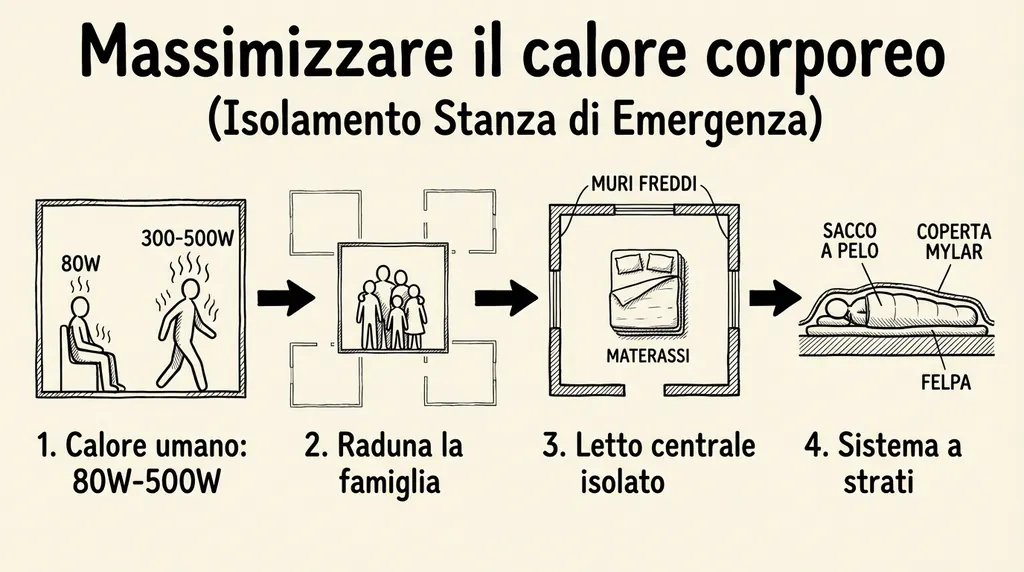 Massimizzare il calore corporeo
(Isolamento Stanza di Emergenza)
80W
300-500W
MURI FREDDI
MATERASSI
SACCO
A PELO
COPERTA
MYLAR
FELPA
1. Calore umano:
80W-500W
2. Raduna la
famiglia
3. Letto centrale
isolato
4. Sistema a
strati